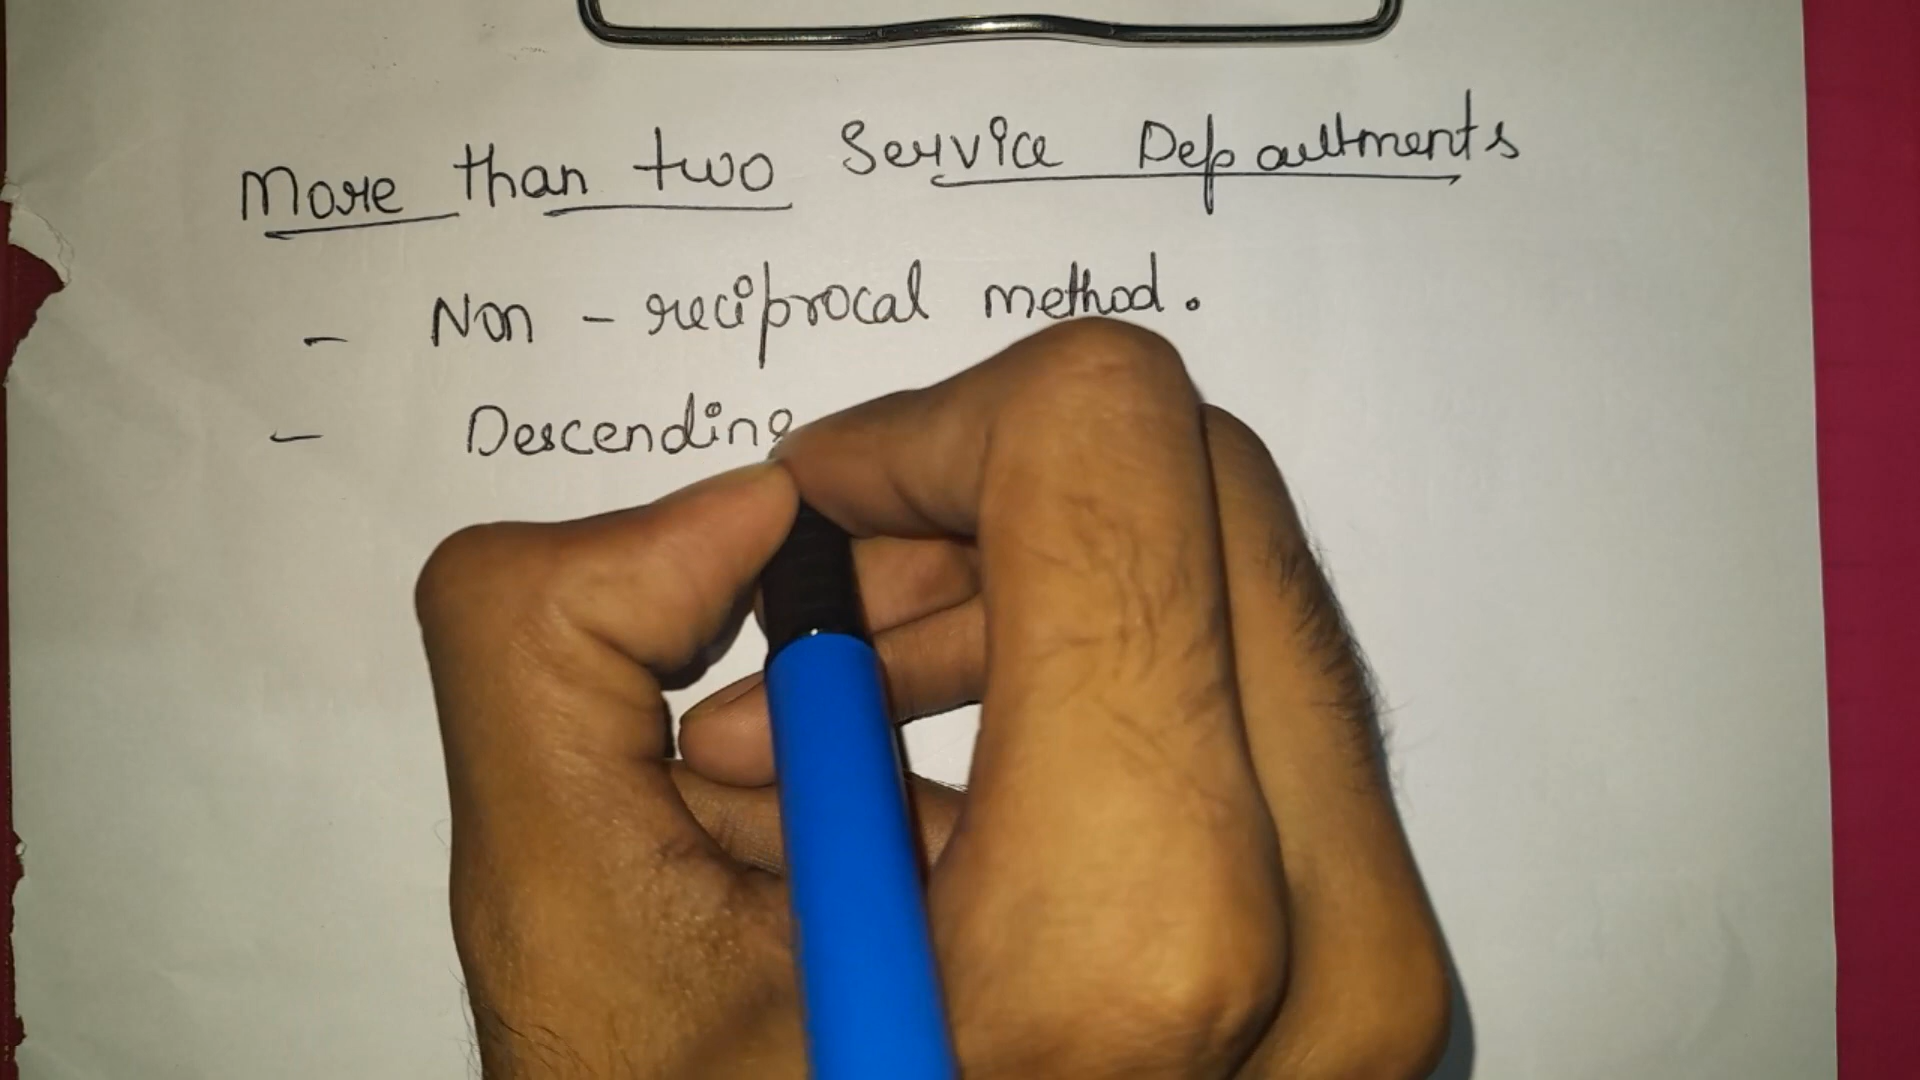 More than two Service Departments
- Non - reciprocal method.
- Descending